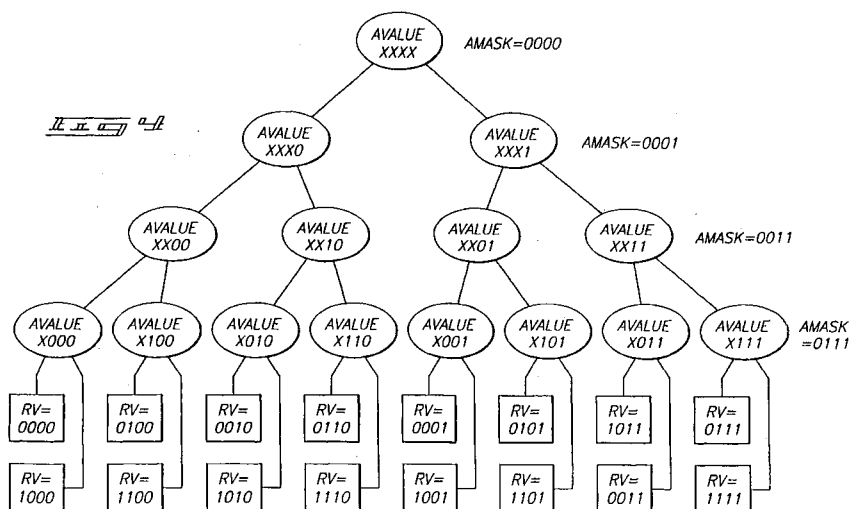 AVALUE
XXXX
AMASK=0000
Fig 4
AVALUE
XXX0
AVALUE
XXX1
AMASK=0001
AVALUE
XX00
AVALUE
XX10
AVALUE
XX01
AVALUE
XX11
AMASK=0011
AVALUE
X000
AVALUE
X100
AVALUE
X010
AVALUE
X110
AVALUE
X001
AVALUE
X101
AVALUE
X011
AVALUE
X111
AMASK
=0111
RV=
0000
RV=
0100
RV=
0010
RV=
0110
RV=
0001
RV=
0101
RV=
1011
RV=
0111
RV=
1000
RV=
1100
RV=
1010
RV=
1110
RV=
1001
RV=
1101
RV=
0011
RV=
1111